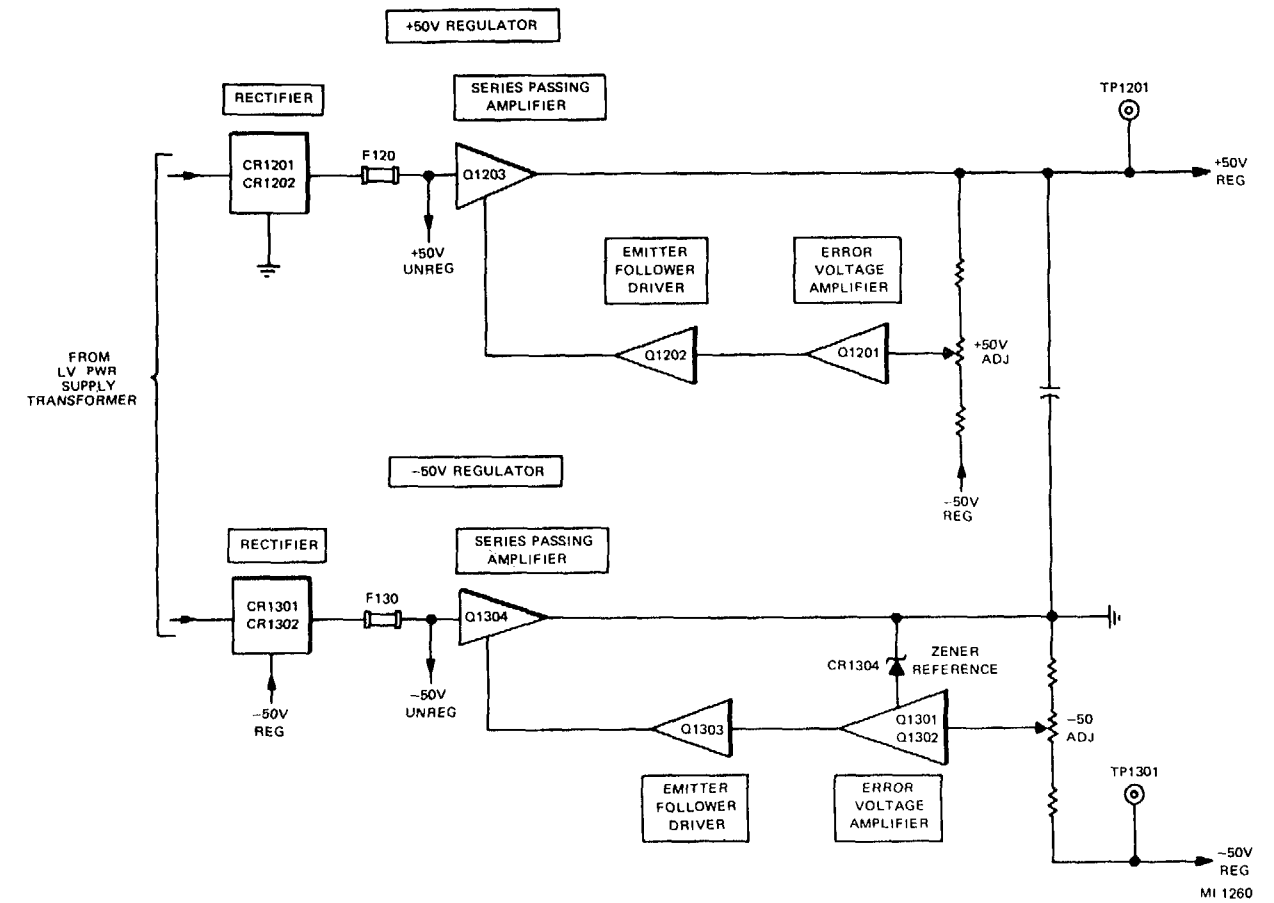 +50V REGULATOR
SERIES PASSING
AMPLIFIER
RECTIFIER
TP1201
F120
CR1201
CR1202
Q1203
+50V
REG
+50V
UNREG
EMITTER
FOLLOWER
DRIVER
ERROR
VOLTAGE
AMPLIFIER
Q1202
Q1201
+50V
ADJ
FROM
LV PWR
SUPPLY
TRANSFORMER
-50V
REG
-50V REGULATOR
SERIES PASSING
AMPLIFIER
RECTIFIER
F130
CR1301
CR1302
Q1304
CR1304
ZENER
REFERENCE
-50V
UNREG
-50V
REG
Q1303
Q1301
Q1302
-50
ADJ
EMITTER
FOLLOWER
DRIVER
ERROR
VOLTAGE
AMPLIFIER
TP1301
-50V
REG
MI 1260